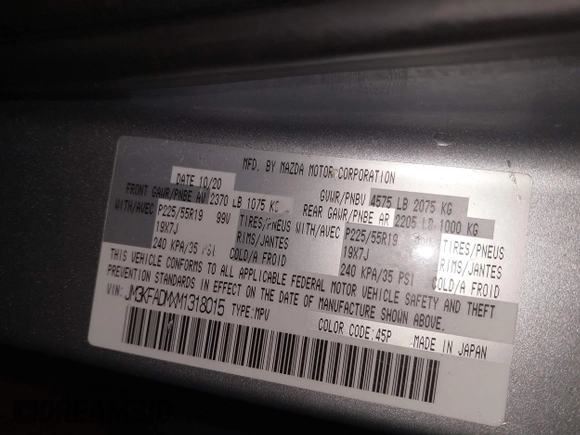 MFD. BY MAZDA MOTOR CORPORATION
DATE 10/20
GVWR/PNBV 4575 LB 2075 KG
FRONT GAWR/PNBE AV 2370 LB 1075 KG
REAR GAWR/PNBE AR 2205 LB 1000 KG
WITH/AVEC P225/55R19 99V TIRES/PNEUS
19X7J RIMS/JANTES
240 KPA/35 PSI COLD/A FROID
WITH/AVEC P225/55R19 99V TIRES/PNEUS
19X7J RIMS/JANTES
240 KPA/35 PSI COLD/A FROID
THIS VEHICLE CONFORMS TO ALL APPLICABLE FEDERAL MOTOR VEHICLE SAFETY AND THEFT
PREVENTION STANDARDS IN EFFECT ON THE DATE OF MANUFACTURE SHOWN ABOVE.
VIN: JM3KFADMXM1318015 TYPE:MPV
COLOR CODE:45P MADE IN JAPAN